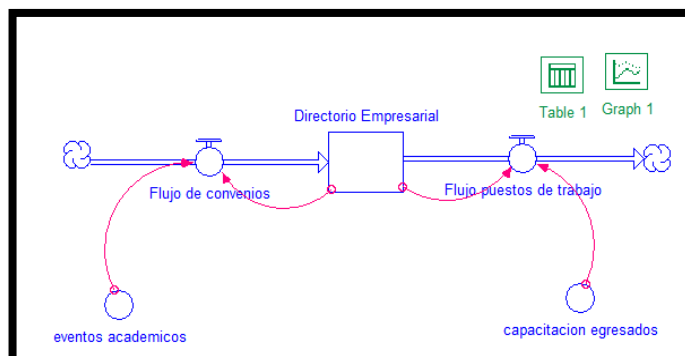 Table 1
Graph 1
Directorio Empresarial
Flujo de convenios
Flujo puestos de trabajo
eventos academicos
capacitacion egresados